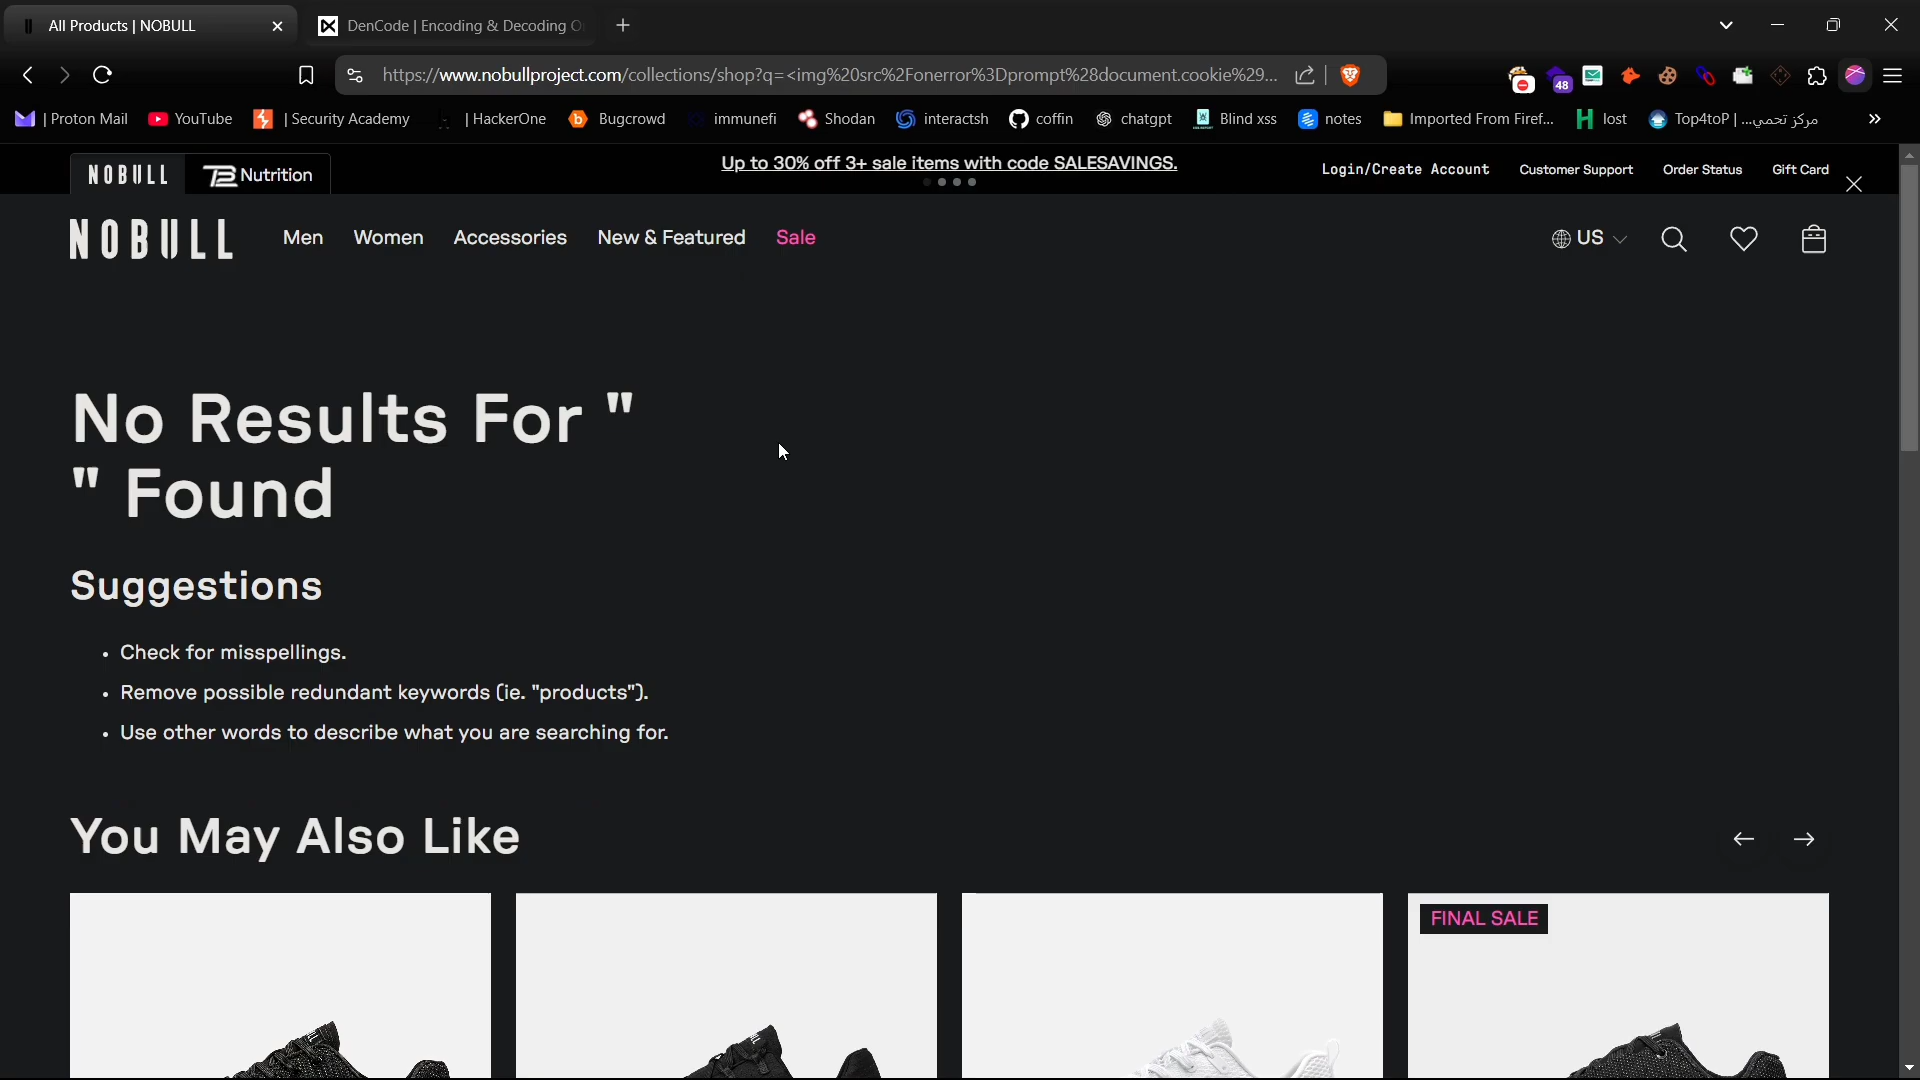 All Products | NOBULL
DenCode | Encoding & Decoding O
https://www.nobullproject.com/collections/shop?q=<img%20src%2Fonerror%3Dprompt%28document.cookie%29...
48
| Proton Mail
YouTube
| Security Academy
| HackerOne
Bugcrowd
immunefi
Shodan
interactsh
coffin
chatgpt
Blind xss
notes
Imported From Firef...
lost
Top4toP | ...مركز تحمي
NOBULL
Nutrition
Up to 30% off 3+ sale items with code SALESAVINGS.
Login/Create Account
Customer Support
Order Status
Gift Card
NOBULL
Men
Women
Accessories
New & Featured
Sale
US
No Results For "
" Found
Suggestions
• Check for misspellings.
• Remove possible redundant keywords (ie. "products").
• Use other words to describe what you are searching for.
You May Also Like
FINAL SALE